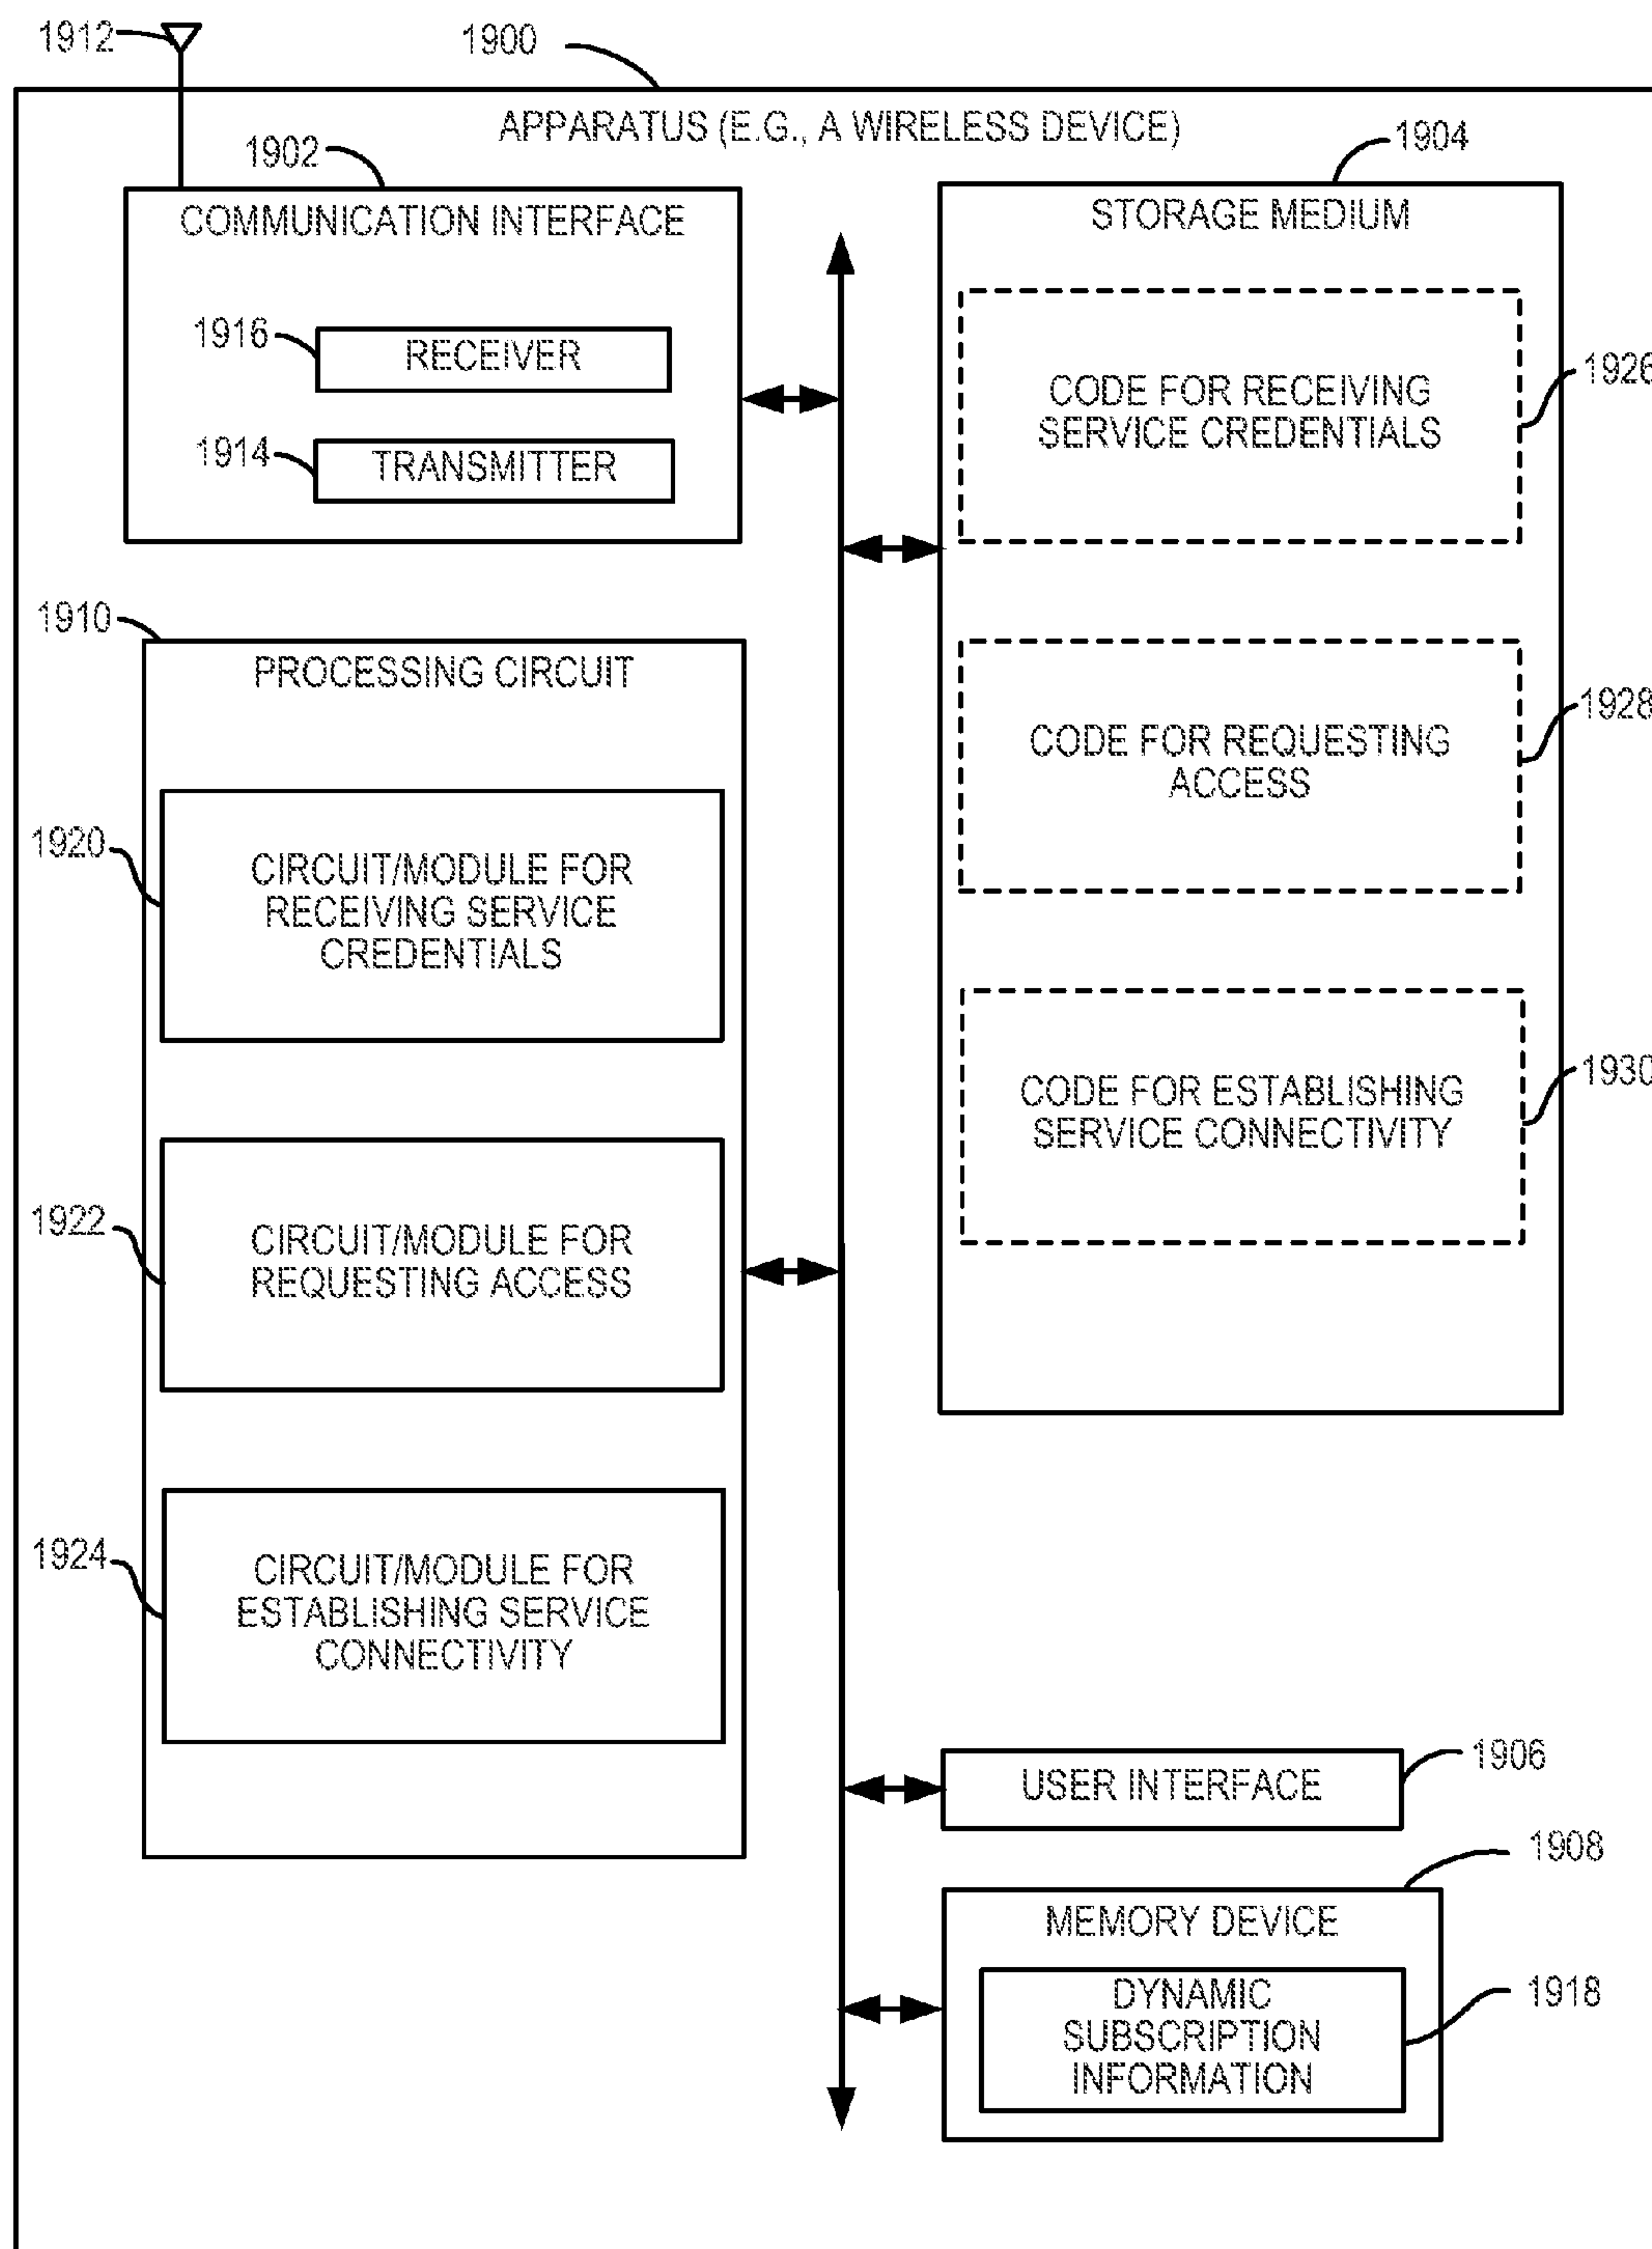 1912
1900
APPARATUS (E.G., A WIRELESS DEVICE)
1902
1904
COMMUNICATION INTERFACE
1916
RECEIVER
1914
TRANSMITTER
STORAGE MEDIUM
CODE FOR RECEIVING
SERVICE CREDENTIALS
1926
CODE FOR REQUESTING
ACCESS
1928
CODE FOR ESTABLISHING
SERVICE CONNECTIVITY
1930
1910
PROCESSING CIRCUIT
1920
CIRCUIT/MODULE FOR
RECEIVING SERVICE
CREDENTIALS
1922
CIRCUIT/MODULE FOR
REQUESTING ACCESS
1924
CIRCUIT/MODULE FOR
ESTABLISHING SERVICE
CONNECTIVITY
USER INTERFACE
1906
1908
MEMORY DEVICE
DYNAMIC
SUBSCRIPTION
INFORMATION
1918